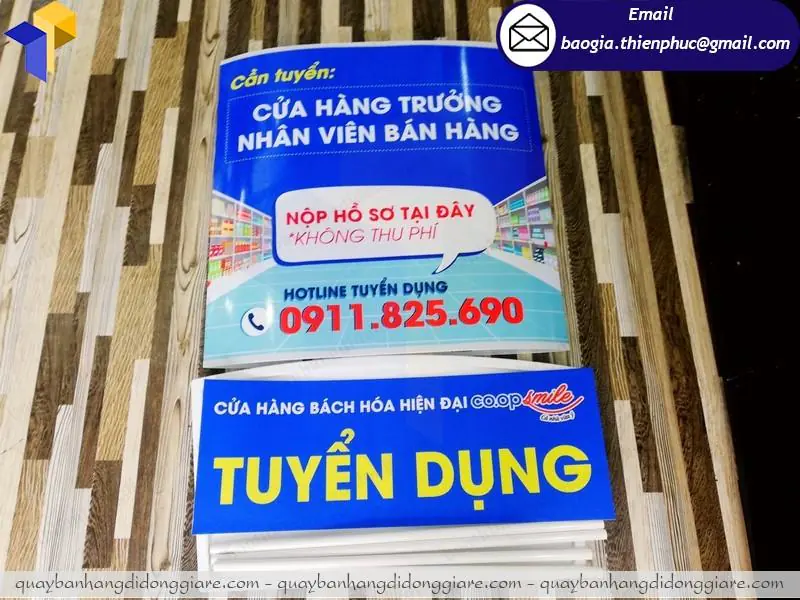 Email
baogia.thienphuc@gmail.com
Cần tuyển:
CỬA HÀNG TRƯỞNG
NHÂN VIÊN BÁN HÀNG
NỘP HỒ SƠ TẠI ĐÂY
*KHÔNG THU PHÍ
HOTLINE TUYỂN DỤNG
0911.825.690
CỬA HÀNG BÁCH HÓA HIỆN ĐẠI co.op smile
TUYỂN DỤNG
quaybanhangdidonggiare.com - quaybanhangdidonggiare.com - quaybanhangdidonggiare.com